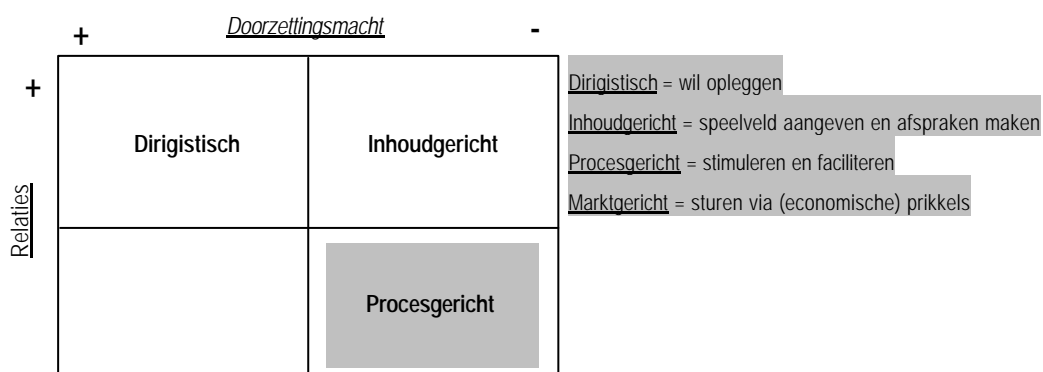 + Doorzettingsmacht -
+
Relaties
Dirigistisch Inhoudgericht
Procesgericht
Dirigistisch = wil opleggen
Inhoudgericht = speelveld aangeven en afspraken maken
Procesgericht = stimuleren en faciliteren
Marktgericht = sturen via (economische) prikkels